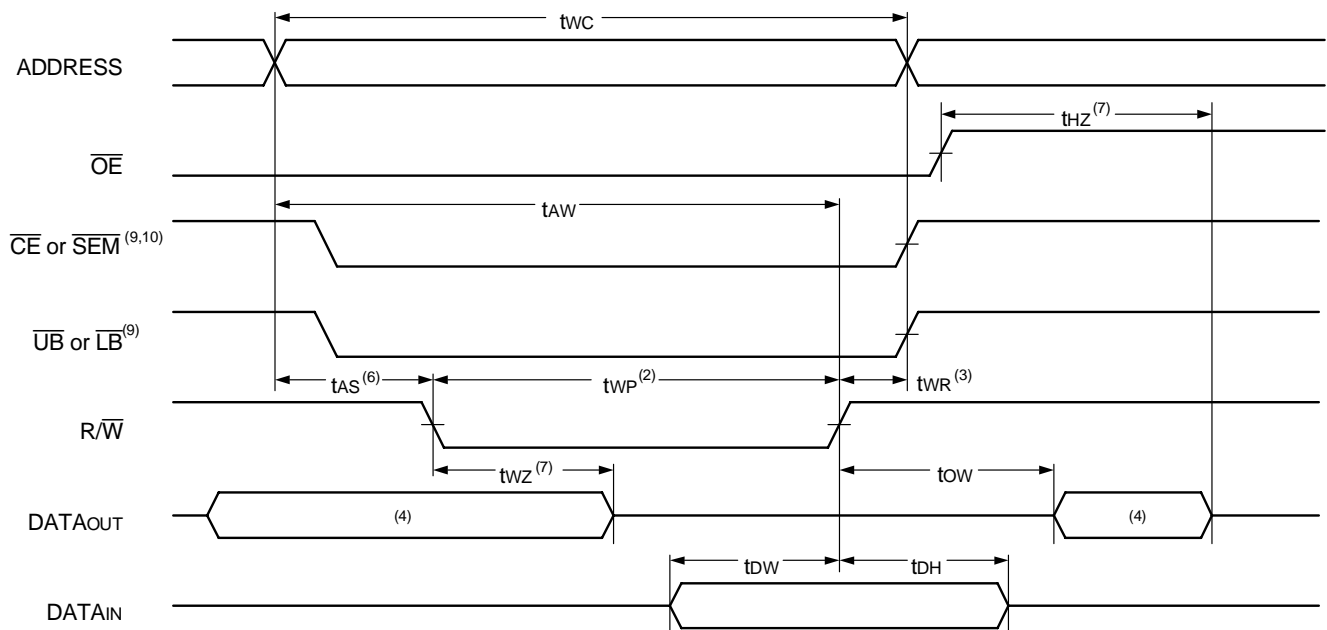 tWC
ADDRESS
tHZ(7)
OE
tAW
CE or SEM (9,10)
UB or LB(9)
tAS(6)
tWP(2)
tWR(3)
R/W
tWZ(7)
tOW
DATAOUT
(4)
(4)
tDW
tDH
DATAIN